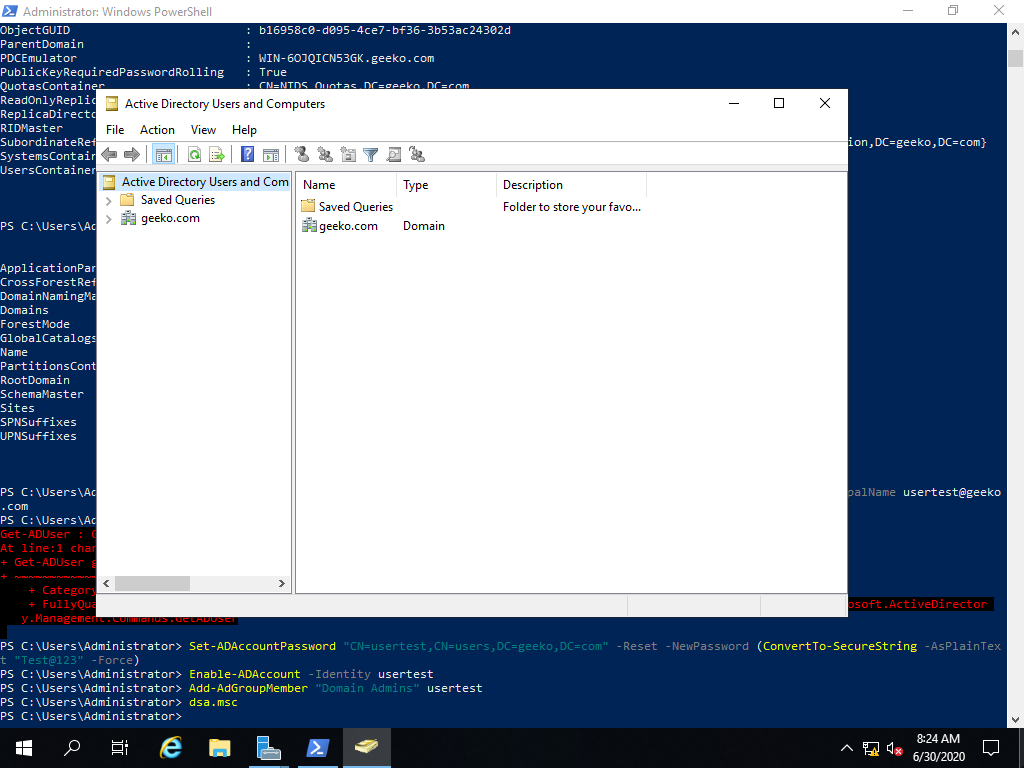 Administrator: Windows PowerShell
ObjectGUID : b16958c0-d095-4ce7-bf36-3b53ac24302d
ParentDomain :
PDCEmulator : WIN-6OJQICN53GK.geeko.com
PublicKeyRequiredPasswordRolling : True
QuotasContainer : CN=NTDS Quotas,DC=geeko,DC=com
ReadOnlyReplic
ReplicaDirecto
RIDMaster
SubordinateRef ion,DC=geeko,DC=com}
SystemsContain
UsersContainer
PS C:\Users\Ad
ApplicationPar
CrossForestRef
DomainNamingMa
Domains
ForestMode
GlobalCatalogs
Name
PartitionsCont
RootDomain
SchemaMaster
Sites
SPNSuffixes
UPNSuffixes
PS C:\Users\Ad palName usertest@geeko
.com
PS C:\Users\Ad
Get-ADUser : 
At line:1 char
+ Get-ADUser g
+ ~~~~~~~~~~~~
+ Category
+ FullyQua osoft.ActiveDirector
y.Management.Commands.GetADUser
PS C:\Users\Administrator> Set-ADAccountPassword "CN=usertest,CN=users,DC=geeko,DC=com" -Reset -NewPassword (ConvertTo-SecureString -AsPlainTex
t "Test@123" -Force)
PS C:\Users\Administrator> Enable-ADAccount -Identity usertest
PS C:\Users\Administrator> Add-AdGroupMember "Domain Admins" usertest
PS C:\Users\Administrator> dsa.msc
PS C:\Users\Administrator>
Active Directory Users and Computers
File Action View Help
Active Directory Users and Com
Saved Queries
geeko.com
Name Type Description
Saved Queries Folder to store your favo...
geeko.com Domain
8:24 AM
6/30/2020